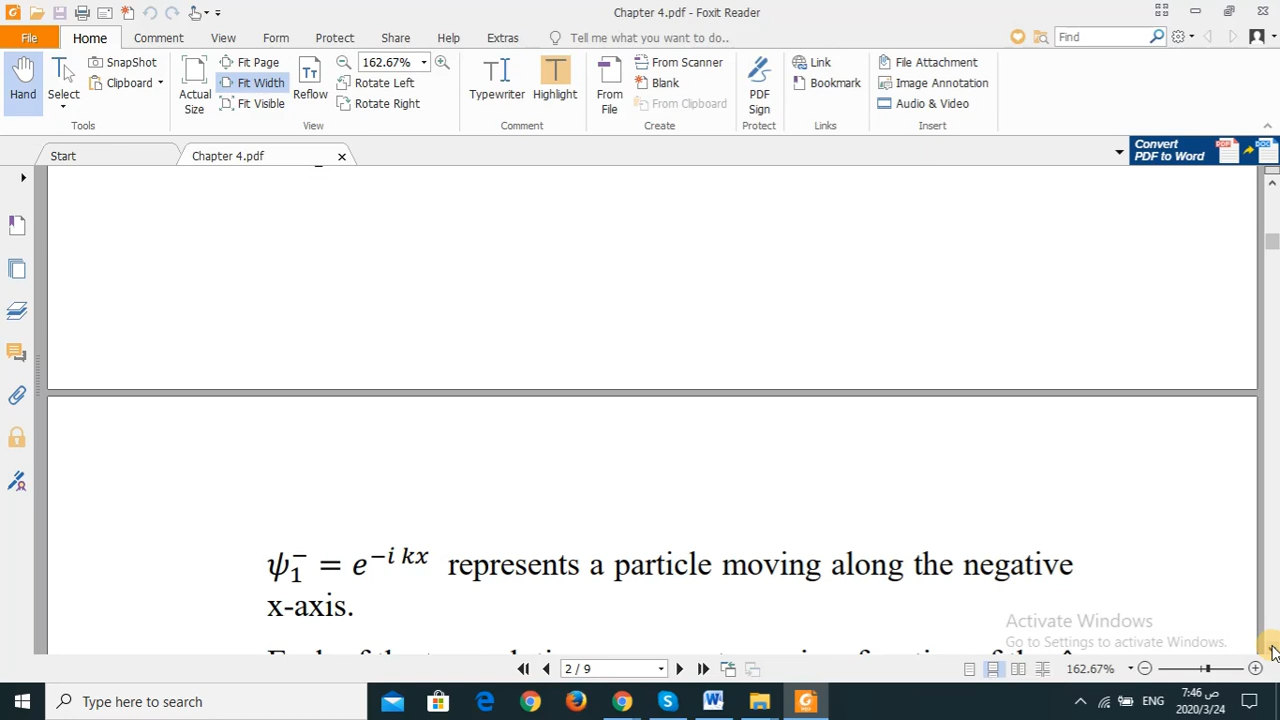 Chapter 4.pdf - Foxit Reader
File Home Comment View Form Protect Share Help Extras Tell me what you want to do.. Find
Hand
Select
SnapShot
Clipboard
Tools
Actual Size
Fit Page
Fit Width
Fit Visible
Reflow
162.67%
Rotate Left
Rotate Right
View
Typewriter
Highlight
Comment
From File
From Scanner
Blank
From Clipboard
Create
PDF Sign
Protect
Link
Bookmark
Links
File Attachment
Image Annotation
Audio & Video
Insert
Start Chapter 4.pdf
Convert
PDF to Word
ψ₁⁻ = e^{−i kx} represents a particle moving along the negative
x-axis.
Activate Windows
Go to Settings to activate Windows.
2 / 9 162.67%
Type here to search
ENG
7:46 ص
2020/3/24